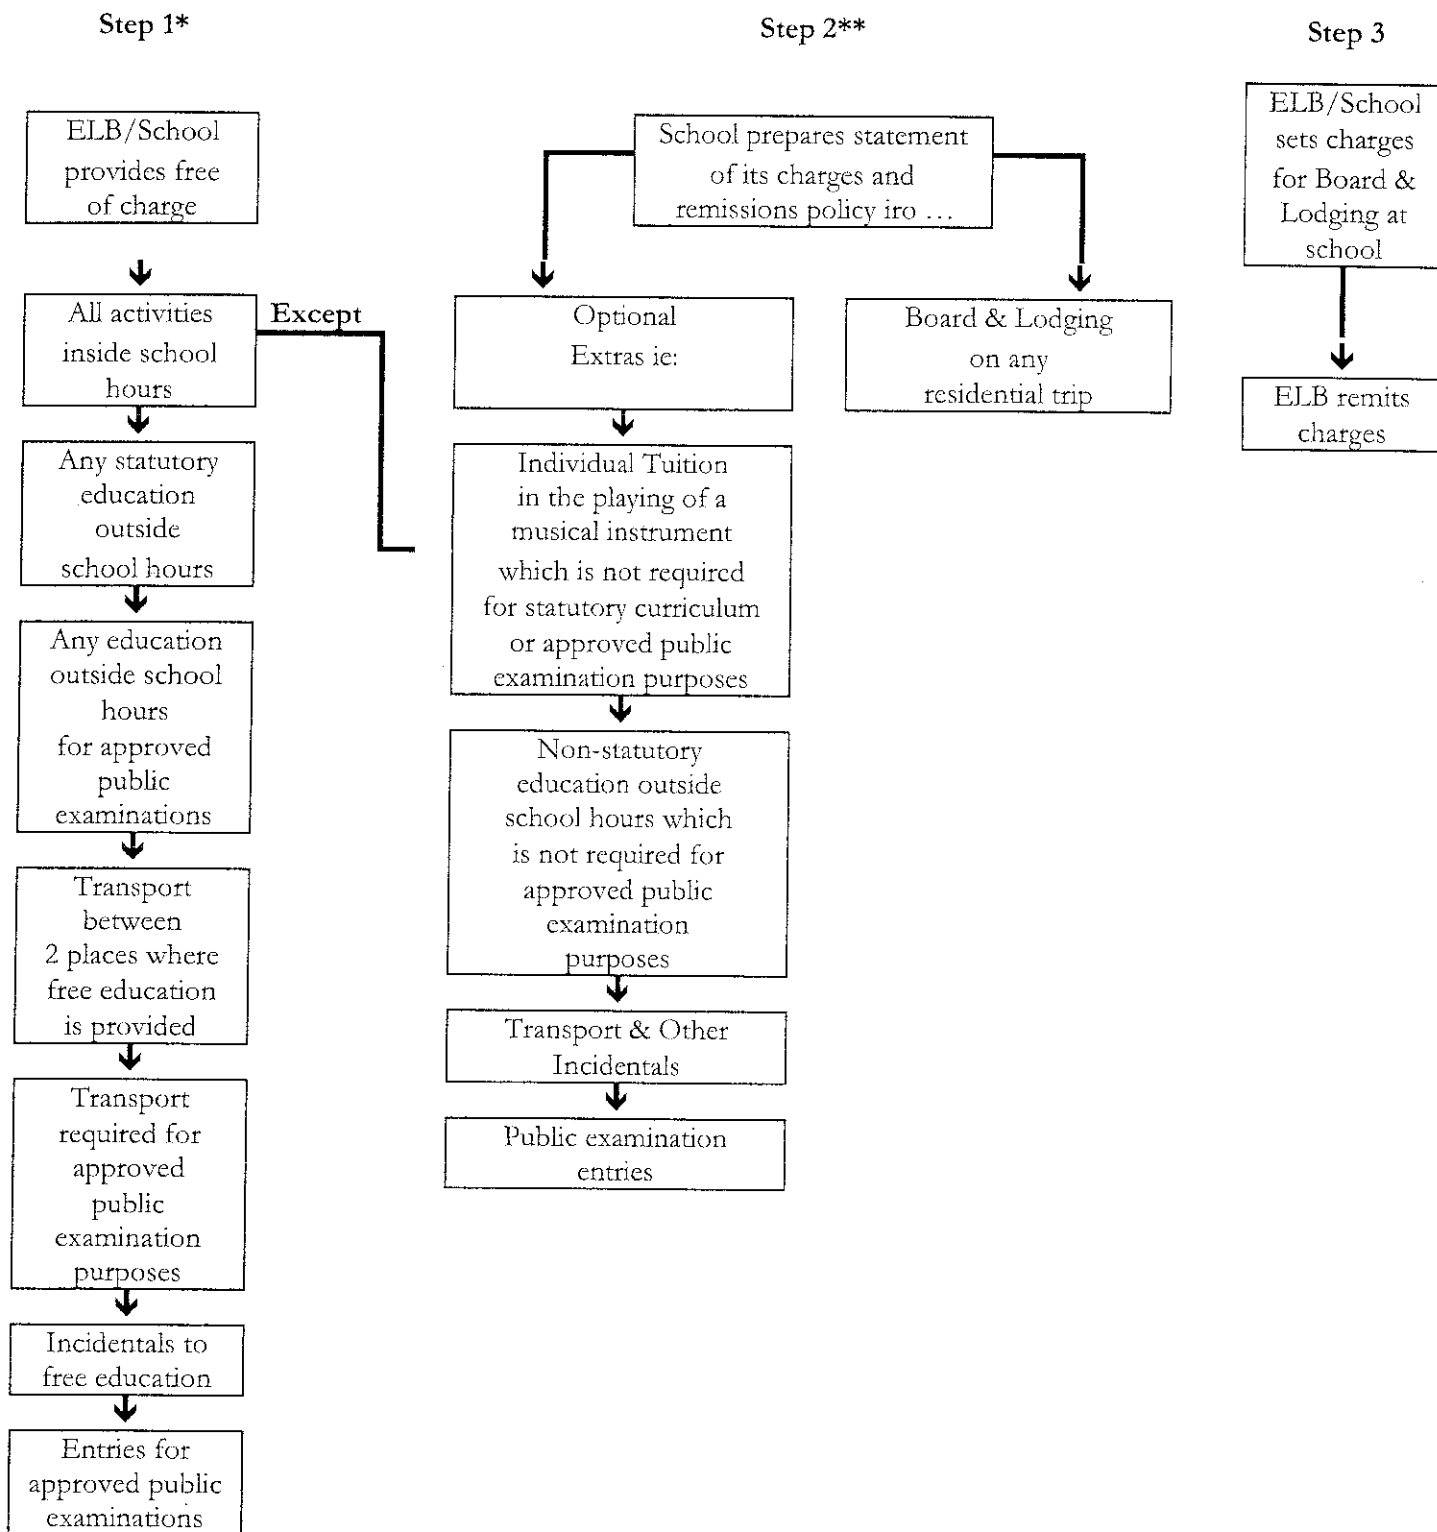 Step 1*
ELB/School
provides free
of charge
All activities
inside school
hours
Except
Any statutory
education
outside
school hours
Any education
outside school
hours
for approved
public
examinations
Transport
between
2 places where
free education
is provided
Transport
required for
approved
public
examination
purposes
Incidentals to
free education
Entries for
approved public
examinations
Step 2**
School prepares statement
of its charges and
remissions policy iro ...
Optional
Extras ie:
Board & Lodging
on any
residential trip
Individual Tuition
in the playing of a
musical instrument
which is not required
for statutory curriculum
or approved public
examination purposes
Non-statutory
education outside
school hours which
is not required for
approved public
examination
purposes
Transport & Other
Incidentals
Public examination
entries
Step 3
ELB/School
sets charges
for Board &
Lodging at
school
ELB remits
charges